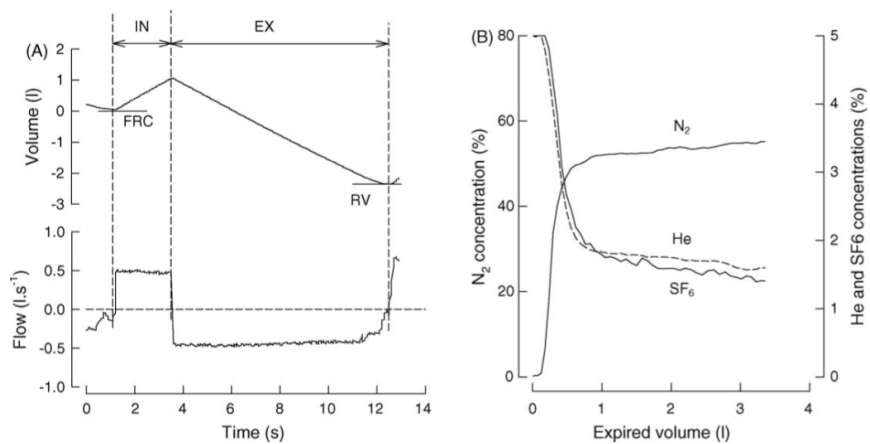 IN EX
(A)
2
1
0
-1
-2
-3
Volume (l)
FRC
RV
1.0
0.5
0.0
-0.5
-1.0
Flow (l.s⁻¹)
0 2 4 6 8 10 12 14
Time (s)
(B)
80
60
40
20
0
N₂ concentration (%)
N₂
He
SF₆
5
4
3
2
1
0
He and SF6 concentrations (%)
0 1 2 3 4
Expired volume (l)